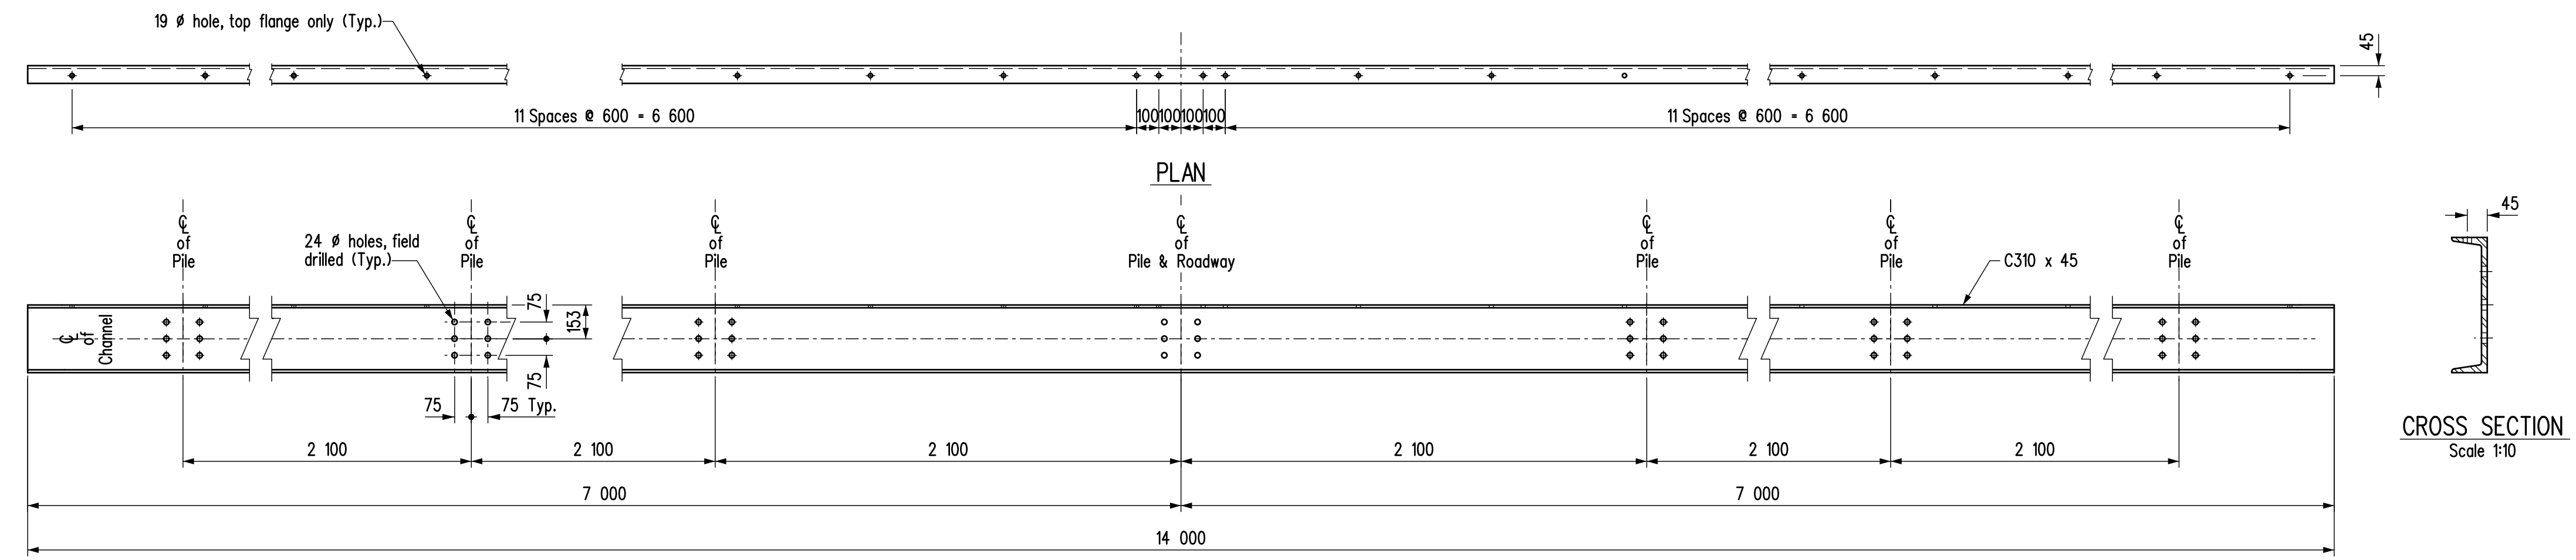 19 Ø hole, top flange only (Typ.)
45
11 Spaces @ 600 = 6 600
100 100 100 100
11 Spaces @ 600 = 6 600
PLAN
℄
of
Pile
24 Ø holes, field
drilled (Typ.)
℄
of
Pile
℄
of
Pile
℄
of
Pile & Roadway
℄
of
Pile
℄
of
Pile
℄
of
Pile
C310 x 45
45
℄
of
Channel
75
153
75
75
75 Typ.
CROSS SECTION
Scale 1:10
2 100
2 100
2 100
2 100
2 100
2 100
7 000
7 000
14 000